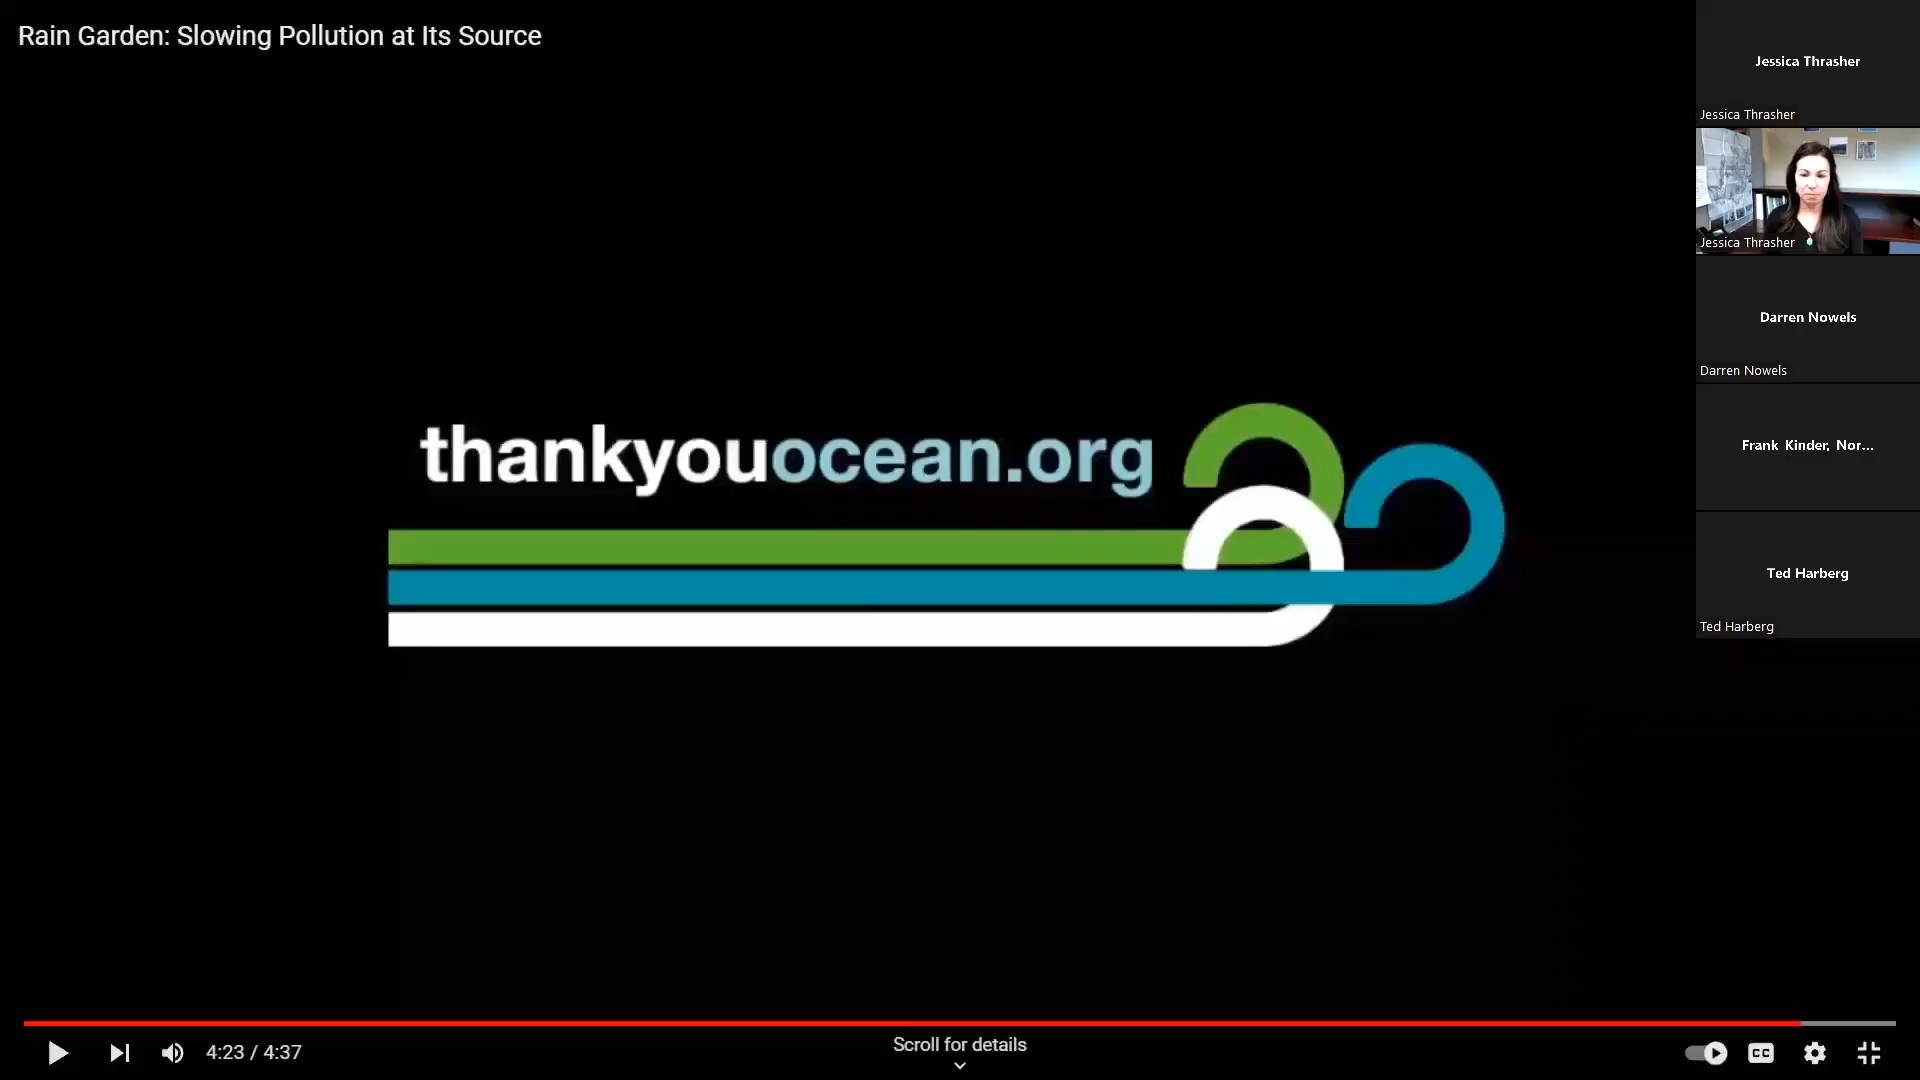 Rain Garden: Slowing Pollution at Its Source
Jessica Thrasher
Jessica Thrasher
Jessica Thrasher
Darren Nowels
Darren Nowels
Frank Kinder, Nor...
Ted Harberg
Ted Harberg
thankyouocean.org
4:23 / 4:37
Scroll for details
CC